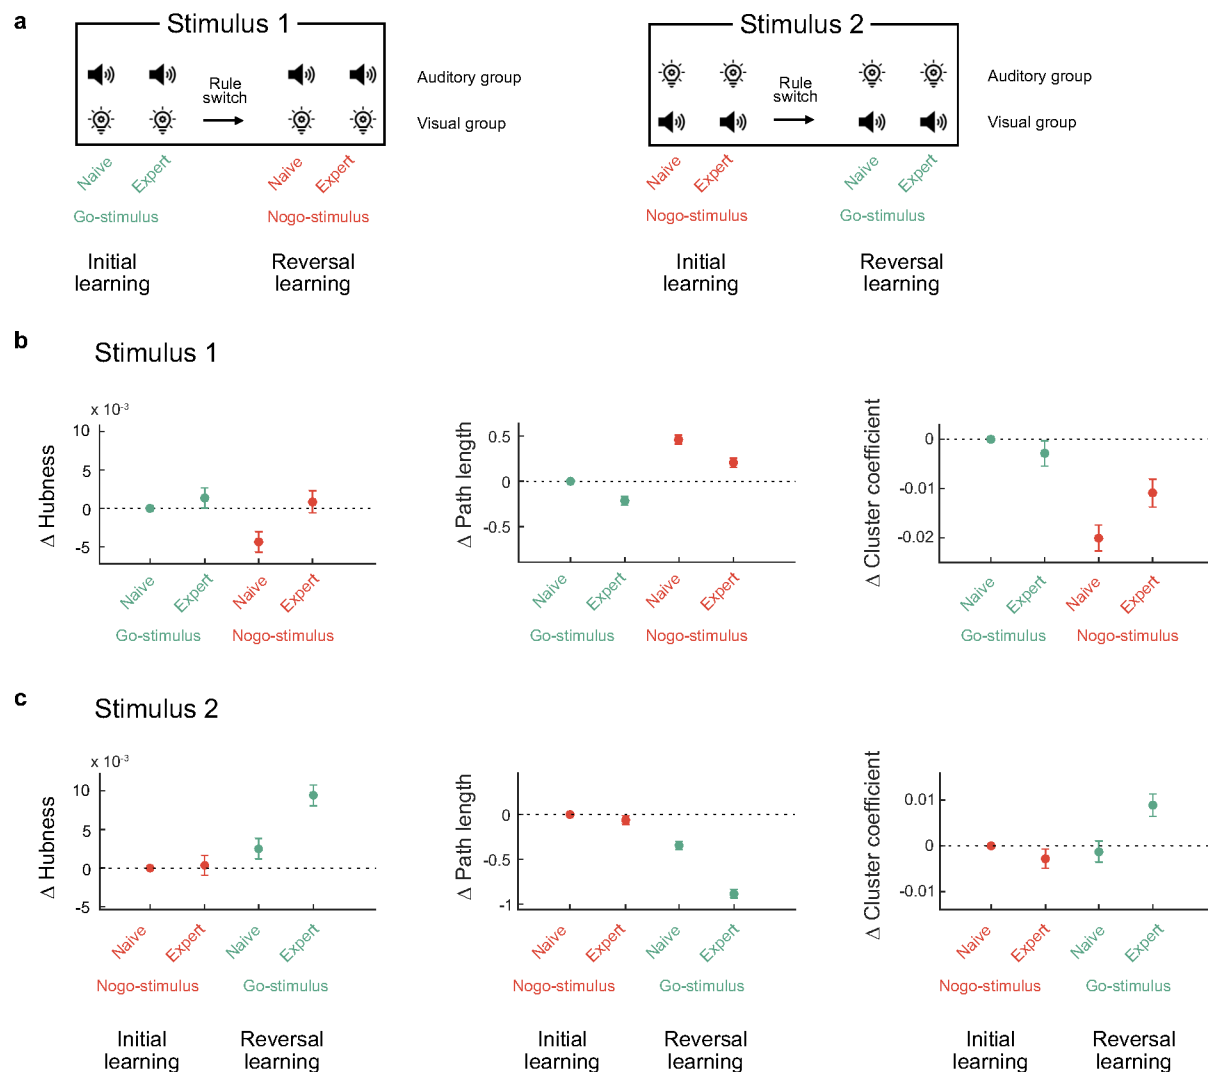 a
Stimulus 1
Rule
switch
Auditory group
Visual group
Naive
Expert
Naive
Expert
Go-stimulus
Nogo-stimulus
Initial
learning
Reversal
learning
Stimulus 2
Rule
switch
Auditory group
Visual group
Naive
Expert
Naive
Expert
Nogo-stimulus
Go-stimulus
Initial
learning
Reversal
learning
b
Stimulus 1
x 10⁻³
Δ Hubness
10
5
0
-5
Naive
Expert
Naive
Expert
Go-stimulus
Nogo-stimulus
Δ Path length
0.5
0
-0.5
Naive
Expert
Naive
Expert
Go-stimulus
Nogo-stimulus
Δ Cluster coefficient
0
-0.01
-0.02
Naive
Expert
Naive
Expert
Go-stimulus
Nogo-stimulus
c
Stimulus 2
x 10⁻³
Δ Hubness
10
5
0
-5
Naive
Expert
Naive
Expert
Nogo-stimulus
Go-stimulus
Initial
learning
Reversal
learning
Δ Path length
0
-0.5
-1
Naive
Expert
Naive
Expert
Nogo-stimulus
Go-stimulus
Initial
learning
Reversal
learning
Δ Cluster coefficient
0.01
0
-0.01
Naive
Expert
Naive
Expert
Nogo-stimulus
Go-stimulus
Initial
learning
Reversal
learning